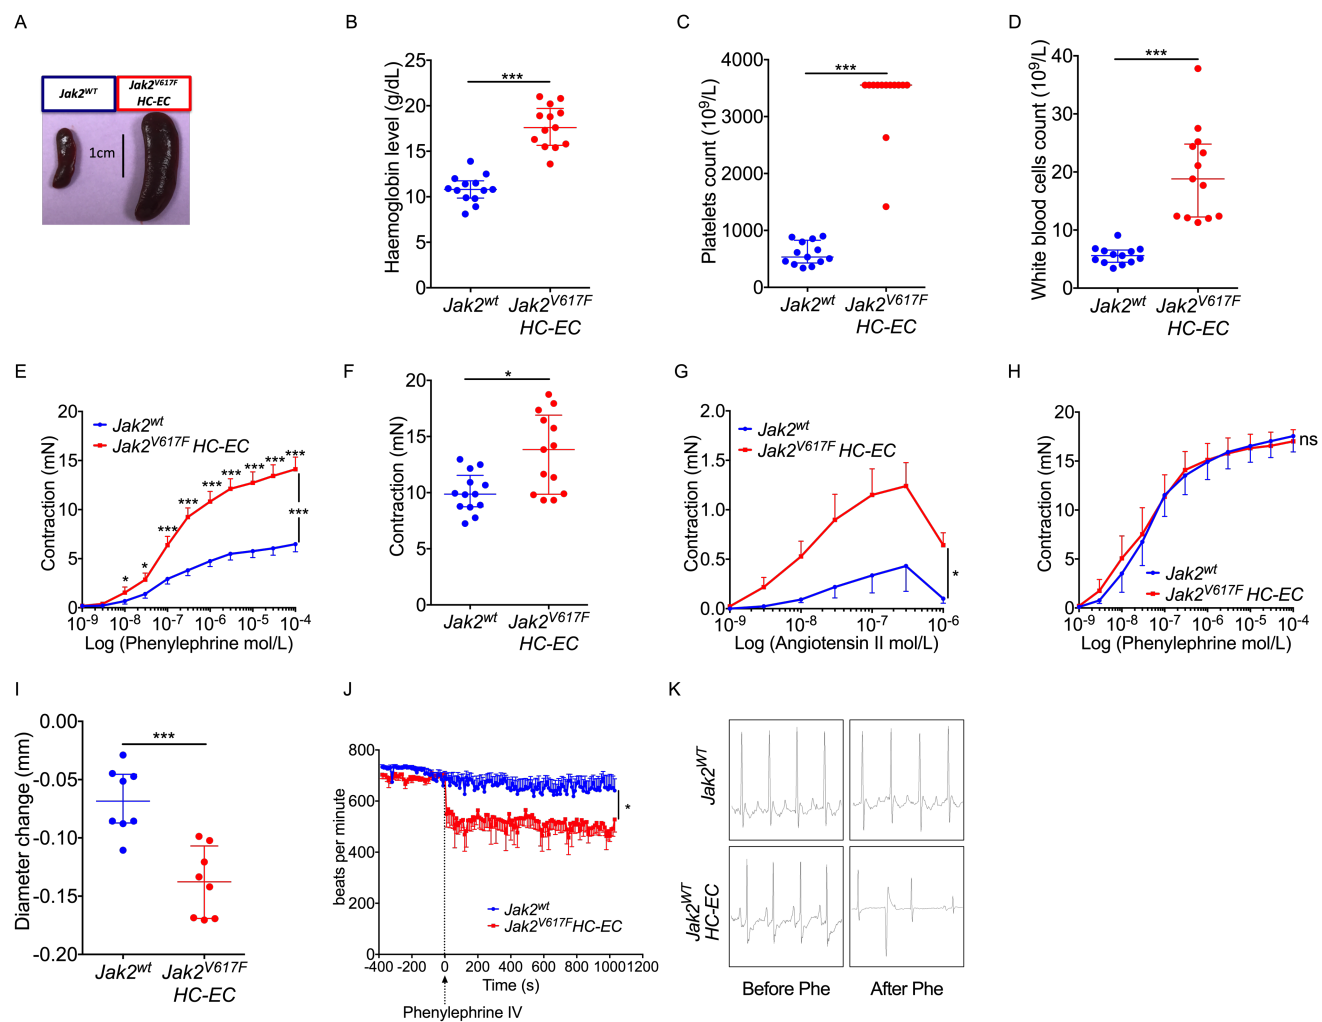 A
Jak2WT
Jak2V617F
HC-EC
1cm
B
Haemoglobin level (g/dL)
25
20
15
10
5
0
***
Jak2wt
Jak2V617F
HC-EC
C
Platelets count (109/L)
4000
3000
2000
1000
0
***
Jak2wt
Jak2V617F
HC-EC
D
White blood cells count (109/L)
40
30
20
10
0
***
Jak2wt
Jak2V617F
HC-EC
E
Contraction (mN)
20
15
10
5
0
Jak2wt
Jak2V617F HC-EC
* * *** *** *** *** *** *** ***
***
10-9 10-8 10-7 10-6 10-5 10-4
Log (Phenylephrine mol/L)
F
Contraction (mN)
20
15
10
5
0
*
Jak2wt
Jak2V617F
HC-EC
G
Contraction (mN)
2.0
1.5
1.0
0.5
0.0
Jak2wt
Jak2V617F HC-EC
*
10-9 10-8 10-7 10-6
Log (Angiotensin II mol/L)
H
Contraction (mN)
20
15
10
5
0
ns
Jak2wt
Jak2V617F HC-EC
10-9 10-8 10-7 10-6 10-5 10-4
Log (Phenylephrine mol/L)
I
Diameter change (mm)
0.00
-0.05
-0.10
-0.15
-0.20
***
Jak2wt
Jak2V617F
HC-EC
J
beats per minute
800
600
400
200
0
*
Jak2wt
Jak2V617FHC-EC
-400 -200 0 200 400 600 800 1000 1200
Time (s)
Phenylephrine IV
K
Jak2WT
Jak2WT
HC-EC
Before Phe
After Phe